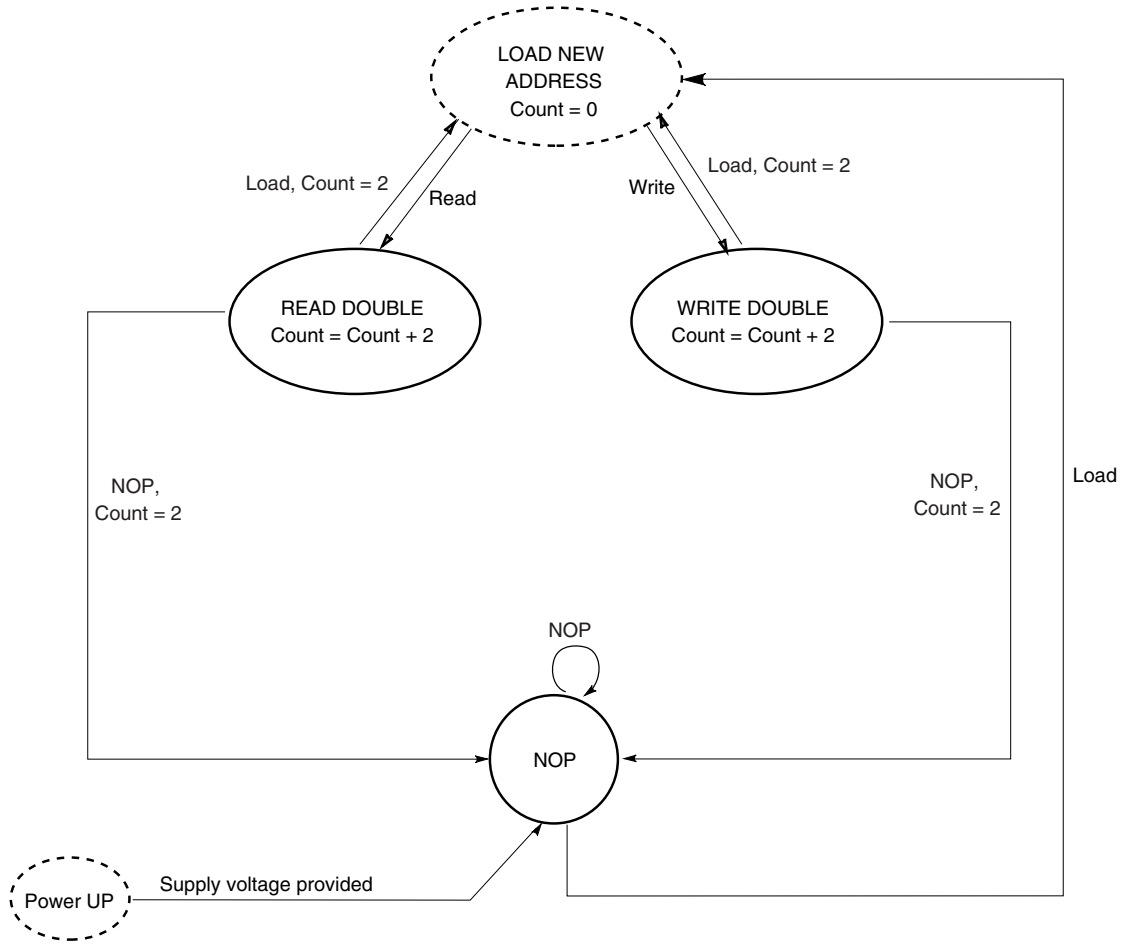 LOAD NEW
ADDRESS
Count = 0
Load, Count = 2
Read
Write
Load, Count = 2
READ DOUBLE
Count = Count + 2
WRITE DOUBLE
Count = Count + 2
NOP,
Count = 2
NOP,
Count = 2
Load
NOP
NOP
Supply voltage provided
Power UP